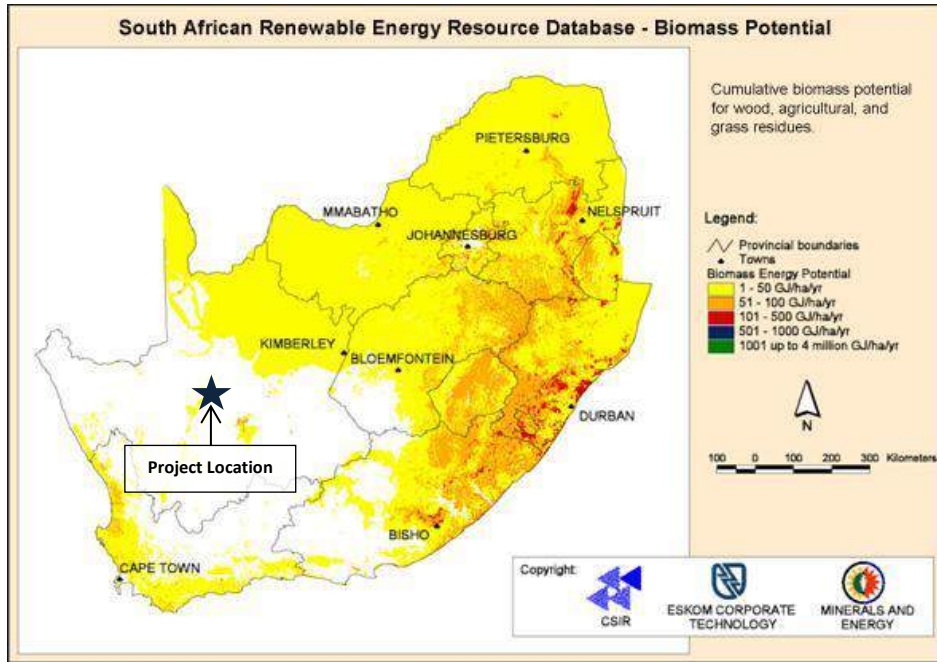 South African Renewable Energy Resource Database - Biomass Potential
Cumulative biomass potential
for wood, agricultural, and
grass residues.
PIETERSBURG
MMABATHO
NELSPRUIT
JOHANNESBURG
KIMBERLEY
BLOEMFONTEIN
DURBAN
Project Location
BISHO
CAPE TOWN
Legend:
Provincial boundaries
Towns
Biomass Energy Potential
1 - 50 GJ/ha/yr
51 - 100 GJ/ha/yr
101 - 500 GJ/ha/yr
501 - 1000 GJ/ha/yr
1001 up to 4 million GJ/ha/yr
N
100 0 100 200 300 Kilometers
Copyright:
CSIR
ESKOM CORPORATE
TECHNOLOGY
MINERALS AND
ENERGY